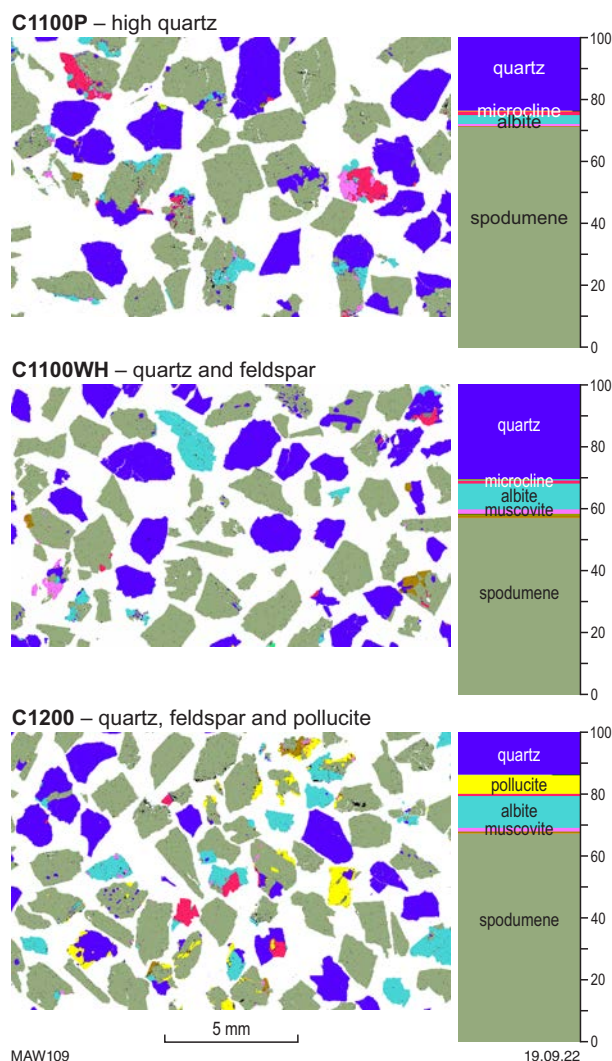 C1100P – high quartz
100
quartz
80
microcline
albite
60
spodumene
40
20
0
C1100WH – quartz and feldspar
100
quartz
80
microcline
albite
60
muscovite
40
spodumene
20
0
C1200 – quartz, feldspar and pollucite
100
quartz
pollucite
80
albite
muscovite
60
spodumene
40
20
0
5 mm
MAW109
19.09.22